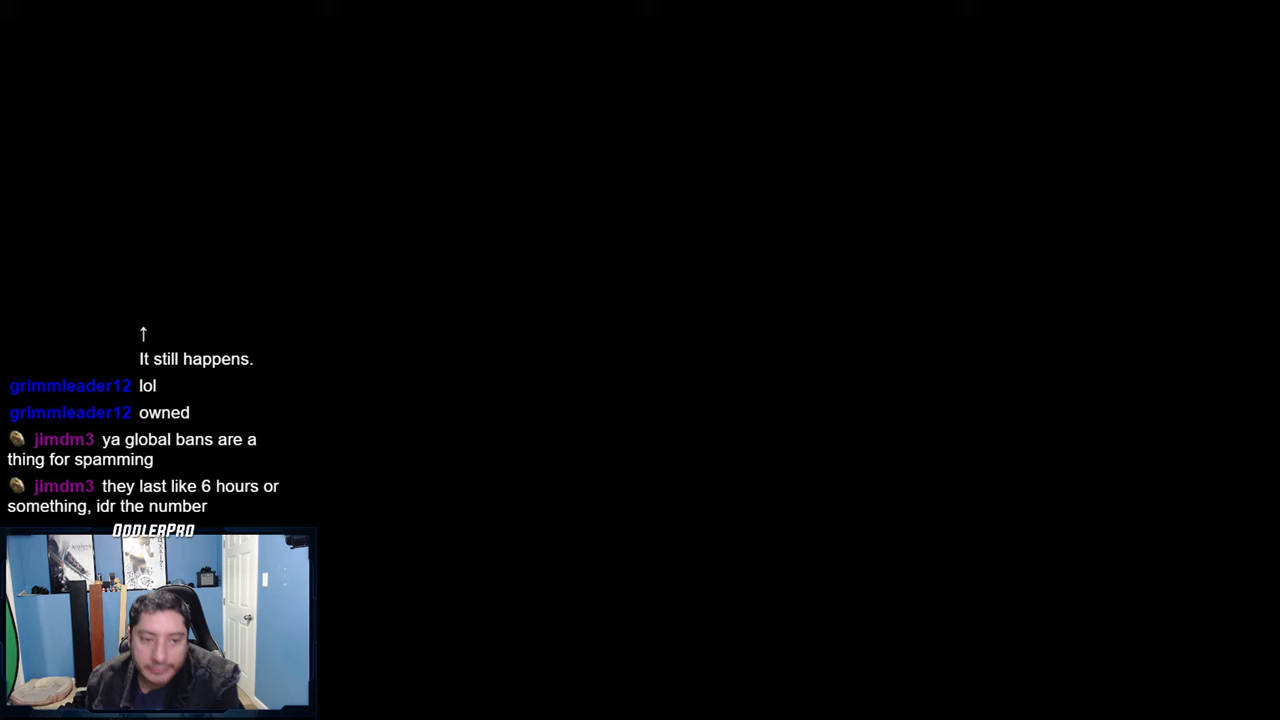 ↑
It still happens.
grimmleader12 lol
grimmleader12 owned
jimdm3 ya global bans are a
thing for spamming
jimdm3 they last like 6 hours or
something, idr the number
OddlerPro